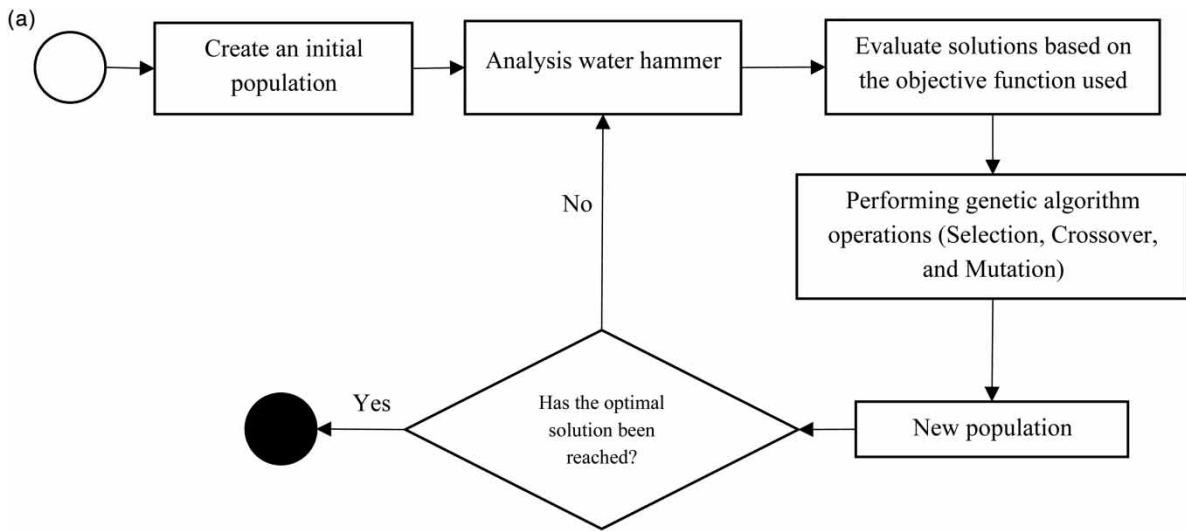 (a)
Create an initial
population
Analysis water hammer
Evaluate solutions based on
the objective function used
Performing genetic algorithm
operations (Selection, Crossover,
and Mutation)
New population
Has the optimal
solution been
reached?
No
Yes